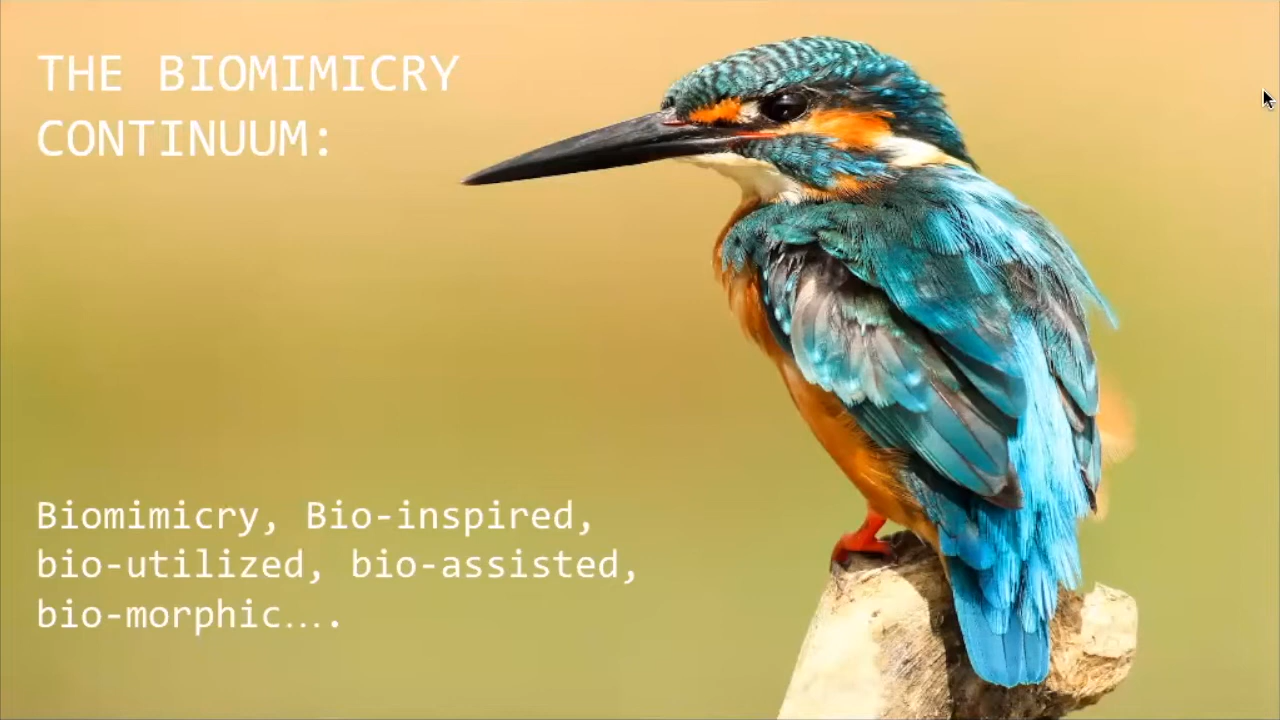 THE BIOMIMICRY
CONTINUUM:
Biomimicry, Bio-inspired,
bio-utilized, bio-assisted,
bio-morphic….